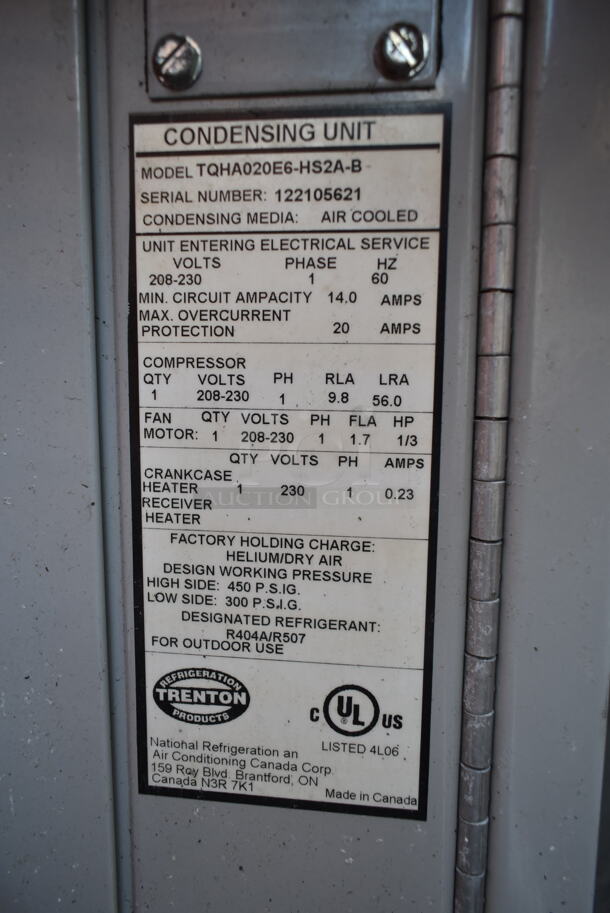 CONDENSING UNIT
MODEL TQHA020E6-HS2A-B
SERIAL NUMBER: 122105621
CONDENSING MEDIA: AIR COOLED
UNIT ENTERING ELECTRICAL SERVICE
VOLTS PHASE HZ
208-230 1 60
MIN. CIRCUIT AMPACITY 14.0 AMPS
MAX. OVERCURRENT
PROTECTION 20 AMPS
COMPRESSOR
QTY VOLTS PH RLA LRA
1 208-230 1 9.8 56.0
FAN QTY VOLTS PH FLA HP
MOTOR: 1 208-230 1 1.7 1/3
QTY VOLTS PH AMPS
CRANKCASE
HEATER 1 230 1 0.23
AUCTION GROUP
RECEIVER
HEATER
FACTORY HOLDING CHARGE:
HELIUM/DRY AIR
DESIGN WORKING PRESSURE
HIGH SIDE: 450 P.S.IG.
LOW SIDE: 300 P.S.I.G.
DESIGNATED REFRIGERANT:
R404A/R507
FOR OUTDOOR USE
REFRIGERATION
TRENTON
PRODUCTS
C UL ® US
LISTED 4L06
National Refrigeration an
Air Conditioning Canada Corp.
159 Roy Blvd. Brantford, ON
Canada N3R 7K1
Made in Canada